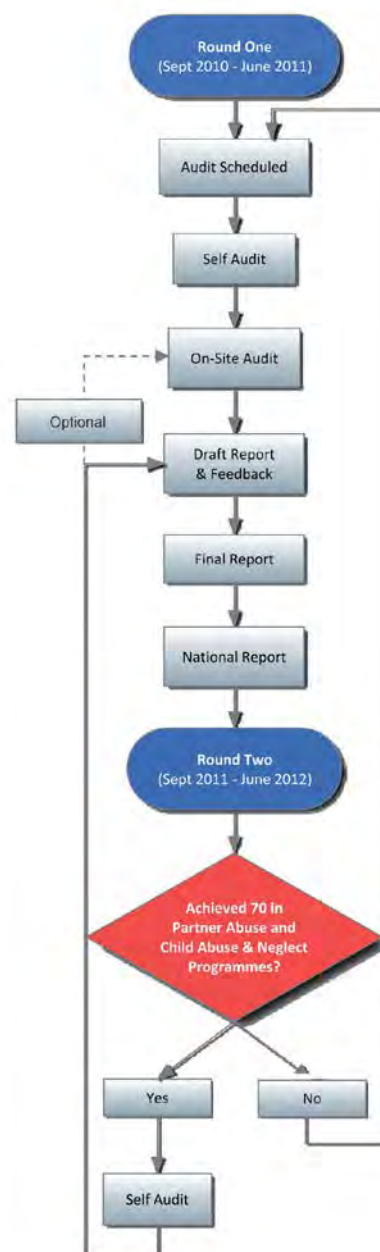 Round One
(Sept 2010 - June 2011)
Audit Scheduled
Self Audit
On-Site Audit
Optional
Draft Report
& Feedback
Final Report
National Report
Round Two
(Sept 2011 - June 2012)
Achieved 70 in
Partner Abuse and
Child Abuse & Neglect
Programmes?
Yes
No
Self Audit